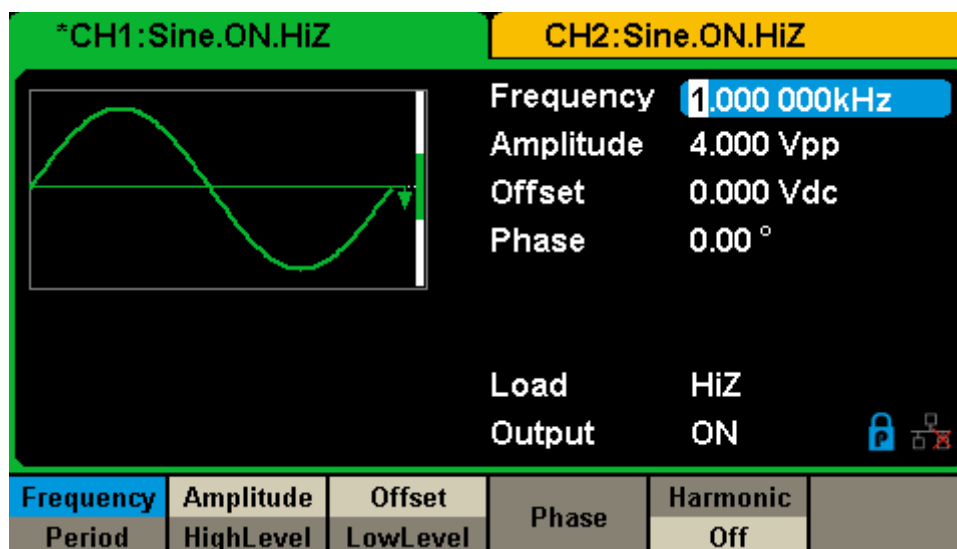 *CH1:Sine.ON.HiZ CH2:Sine.ON.HiZ
Frequency 1.000 000kHz
Amplitude 4.000 Vpp
Offset 0.000 Vdc
Phase 0.00 °
Load HiZ
Output ON
P
Frequency Amplitude Offset Phase Harmonic
Period HighLevel LowLevel Off